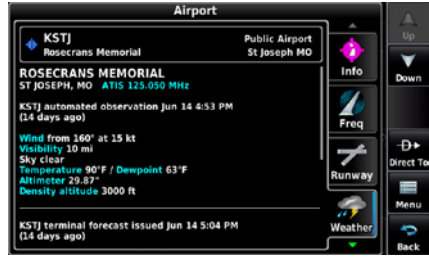 Airport
KSTJ Public Airport
Rosecrans Memorial St Joseph MO
ROSECRANS MEMORIAL
ST JOSEPH, MO ATIS 125.050 MHz
KSTJ automated observation Jun 14 4:53 PM
(14 days ago)
Wind from 160° at 15 kt
Visibility 10 mi
Sky clear
Temperature 90°F / Dewpoint 63°F
Altimeter 29.87"
Density altitude 3000 ft
KSTJ terminal forecast issued Jun 14 5:04 PM
(14 days ago)
Info
Freq
Runway
Weather
Up
Down
Direct To
Menu
Back